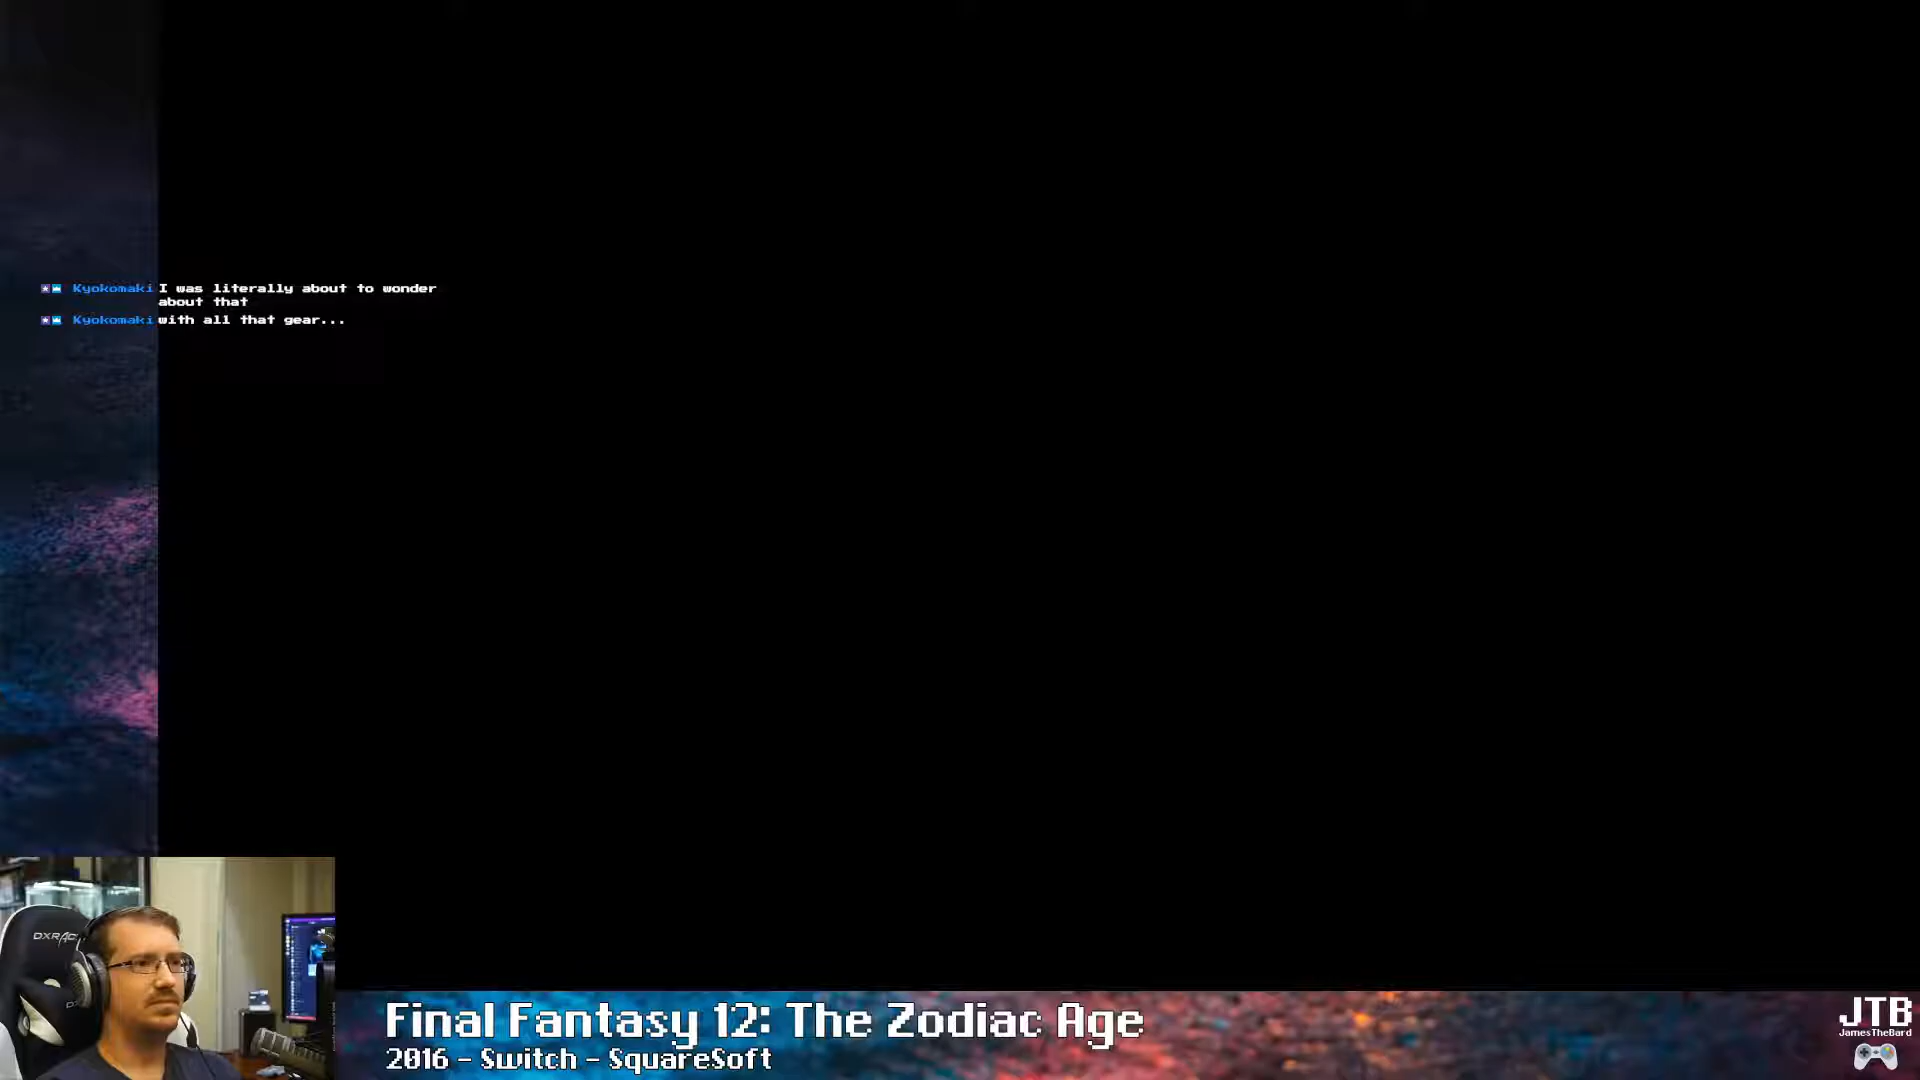 Kyokomaki I was literally about to wonder
about that
Kyokomaki with all that gear...
DXRAC
Final Fantasy 12: The Zodiac Age
2016 - Switch - SquareSoft
JTB
JamesTheBard